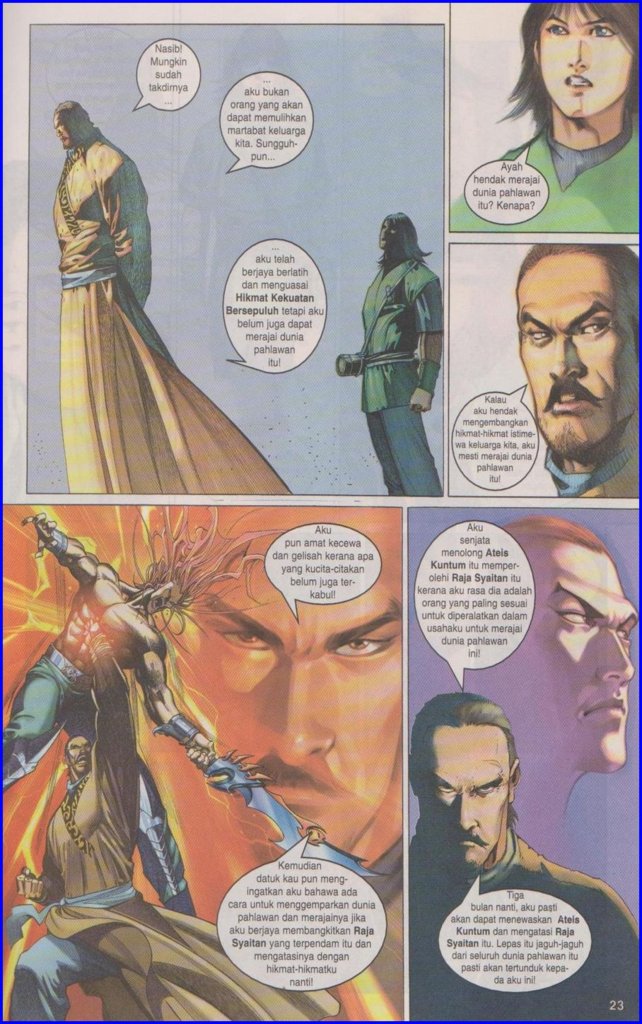 Nasib!
Mungkin
sudah
takdirnya
...
...
aku bukan
orang yang akan
dapat memulihkan
martabat keluarga
kita. Sungguh-
pun...
...
aku telah
berjaya berlatih
dan menguasai
Hikmat Kekuatan
Bersepuluh tetapi aku
belum juga dapat
merajai dunia
pahlawan
itu!
Ayah
hendak merajai
dunia pahlawan
itu? Kenapa?
Kalau
aku hendak
mengembangkan
hikmat-hikmat istime-
wa keluarga kita, aku
mesti merajai dunia
pahlawan
itu!
Aku
pun amat kecewa
dan gelisah kerana apa
yang kucita-citakan
belum juga ter-
kabul!
Kemudian
datuk kau pun meng-
ingatkan aku bahawa ada
cara untuk menggemparkan dunia
pahlawan dan merajainya jika
aku berjaya membangkitkan Raja
Syaitan yang terpendam itu dan
mengatasinya dengan
hikmat-hikmatku
nanti!
Aku
senjata
menolong Ateis
Kuntum itu memper-
olehi Raja Syaitan itu
kerana aku rasa dia adalah
orang yang paling sesuai
untuk diperalatkan dalam
usahaku untuk merajai
dunia pahlawan
ini!
Tiga
bulan nanti, aku pasti
akan dapat menewaskan Ateis
Kuntum dan mengatasi Raja
Syaitan itu. Lepas itu jaguh-jaguh
dari seluruh dunia pahlawan itu
pasti akan tertunduk kepa-
da aku ini!
23